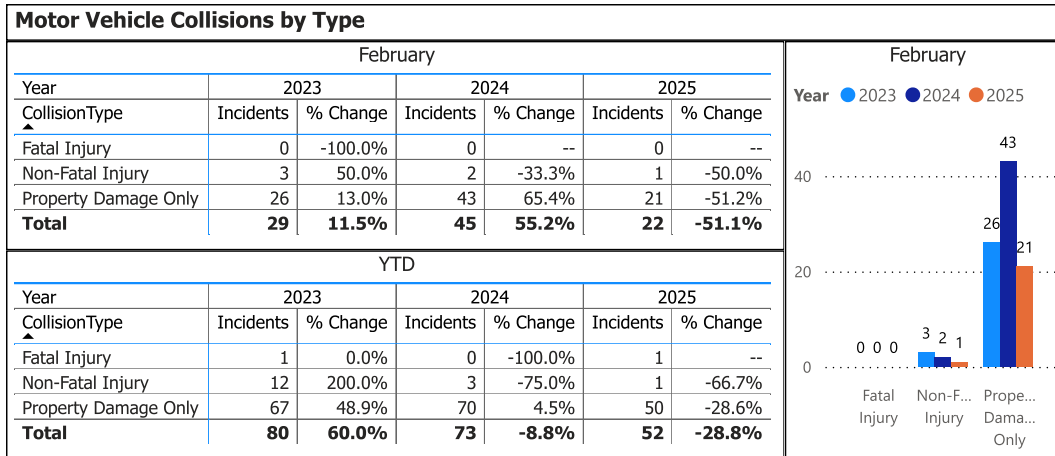 Motor Vehicle Collisions by Type
February
Year 2023 2024 2025
CollisionType Incidents % Change Incidents % Change Incidents % Change
Fatal Injury 0 -100.0% 0 -- 0 --
Non-Fatal Injury 3 50.0% 2 -33.3% 1 -50.0%
Property Damage Only 26 13.0% 43 65.4% 21 -51.2%
Total 29 11.5% 45 55.2% 22 -51.1%
YTD
Year 2023 2024 2025
CollisionType Incidents % Change Incidents % Change Incidents % Change
Fatal Injury 1 0.0% 0 -100.0% 1 --
Non-Fatal Injury 12 200.0% 3 -75.0% 1 -66.7%
Property Damage Only 67 48.9% 70 4.5% 50 -28.6%
Total 80 60.0% 73 -8.8% 52 -28.8%
February
Year 2023 2024 2025
43
40
26
21
20
3 2 1
0 0 0
0
Fatal Non-F... Prope...
Injury Injury Dama...
Only